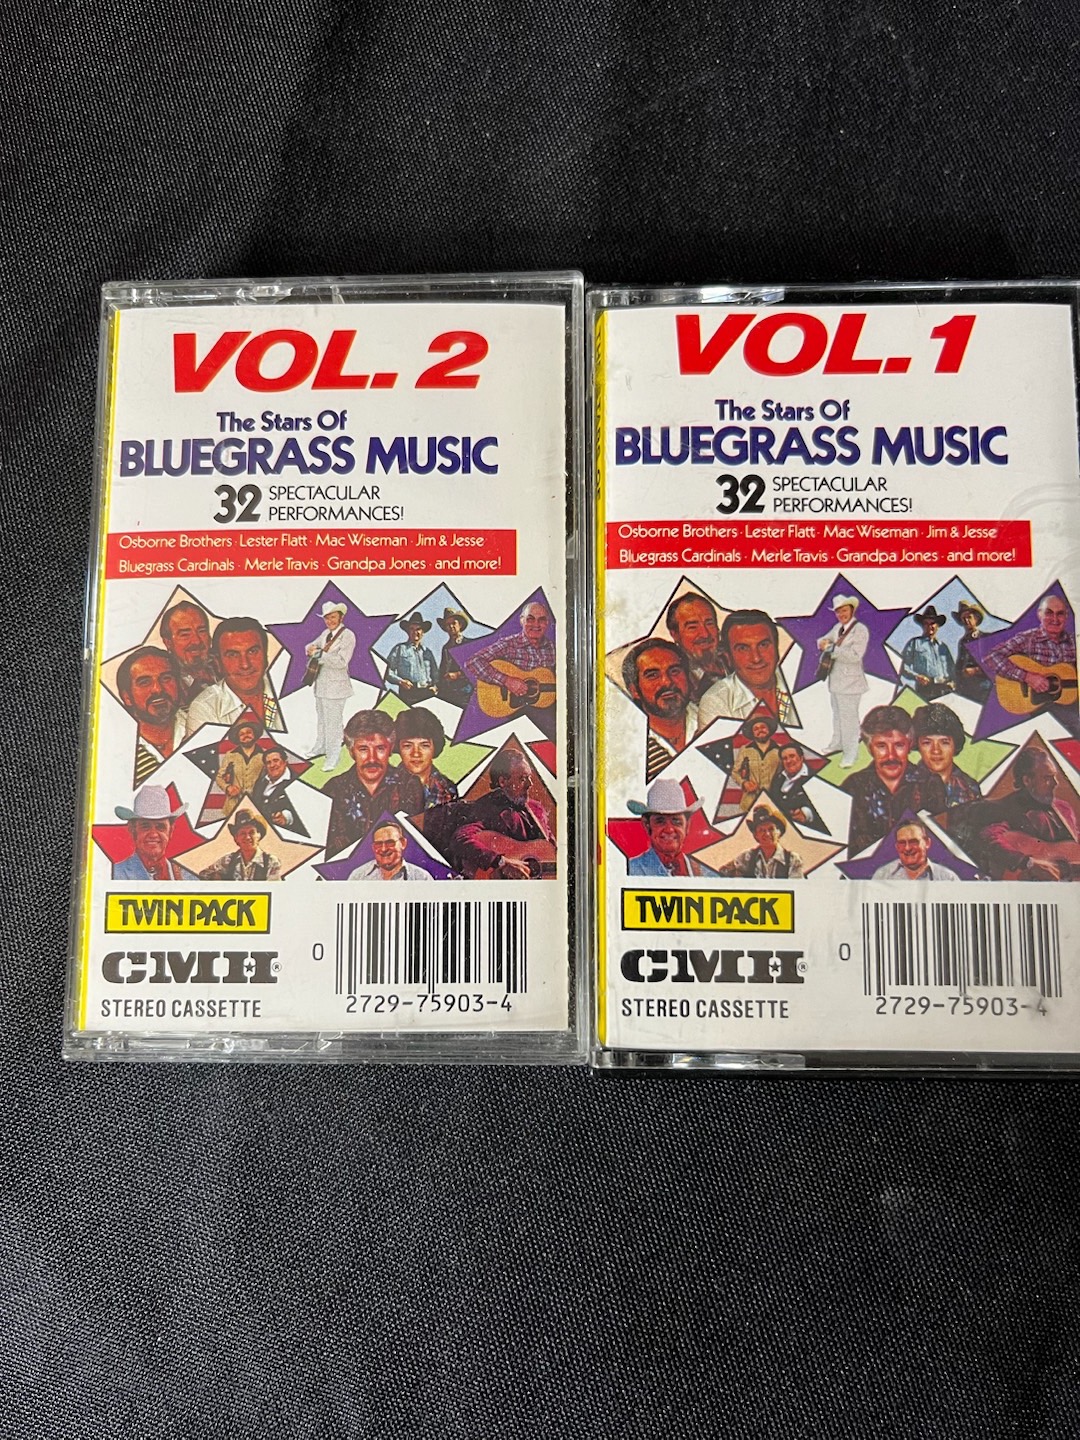 VOL. 2
The Stars Of
BLUEGRASS MUSIC
32 SPECTACULAR
PERFORMANCES!
Osborne Brothers · Lester Flatt · Mac Wiseman · Jim & Jesse
Bluegrass Cardinals · Merle Travis · Grandpa Jones · and more!
TWIN PACK
CMH®
STEREO CASSETTE
0
2729-75903-4
VOL. 1
The Stars Of
BLUEGRASS MUSIC
32 SPECTACULAR
PERFORMANCES!
Osborne Brothers · Lester Flatt · Mac Wiseman · Jim & Jesse
Bluegrass Cardinals · Merle Travis · Grandpa Jones · and more!
TWIN PACK
CMH®
STEREO CASSETTE
0
2729-75903-4